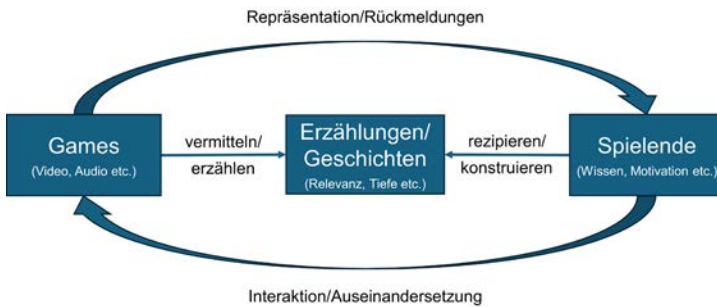 Repräsentation/Rückmeldungen
Games
(Video, Audio etc.)
vermitteln/
erzählen
Erzählungen/
Geschichten
(Relevanz, Tiefe etc.)
rezipieren/
konstruieren
Spielende
(Wissen, Motivation etc.)
Interaktion/Auseinandersetzung